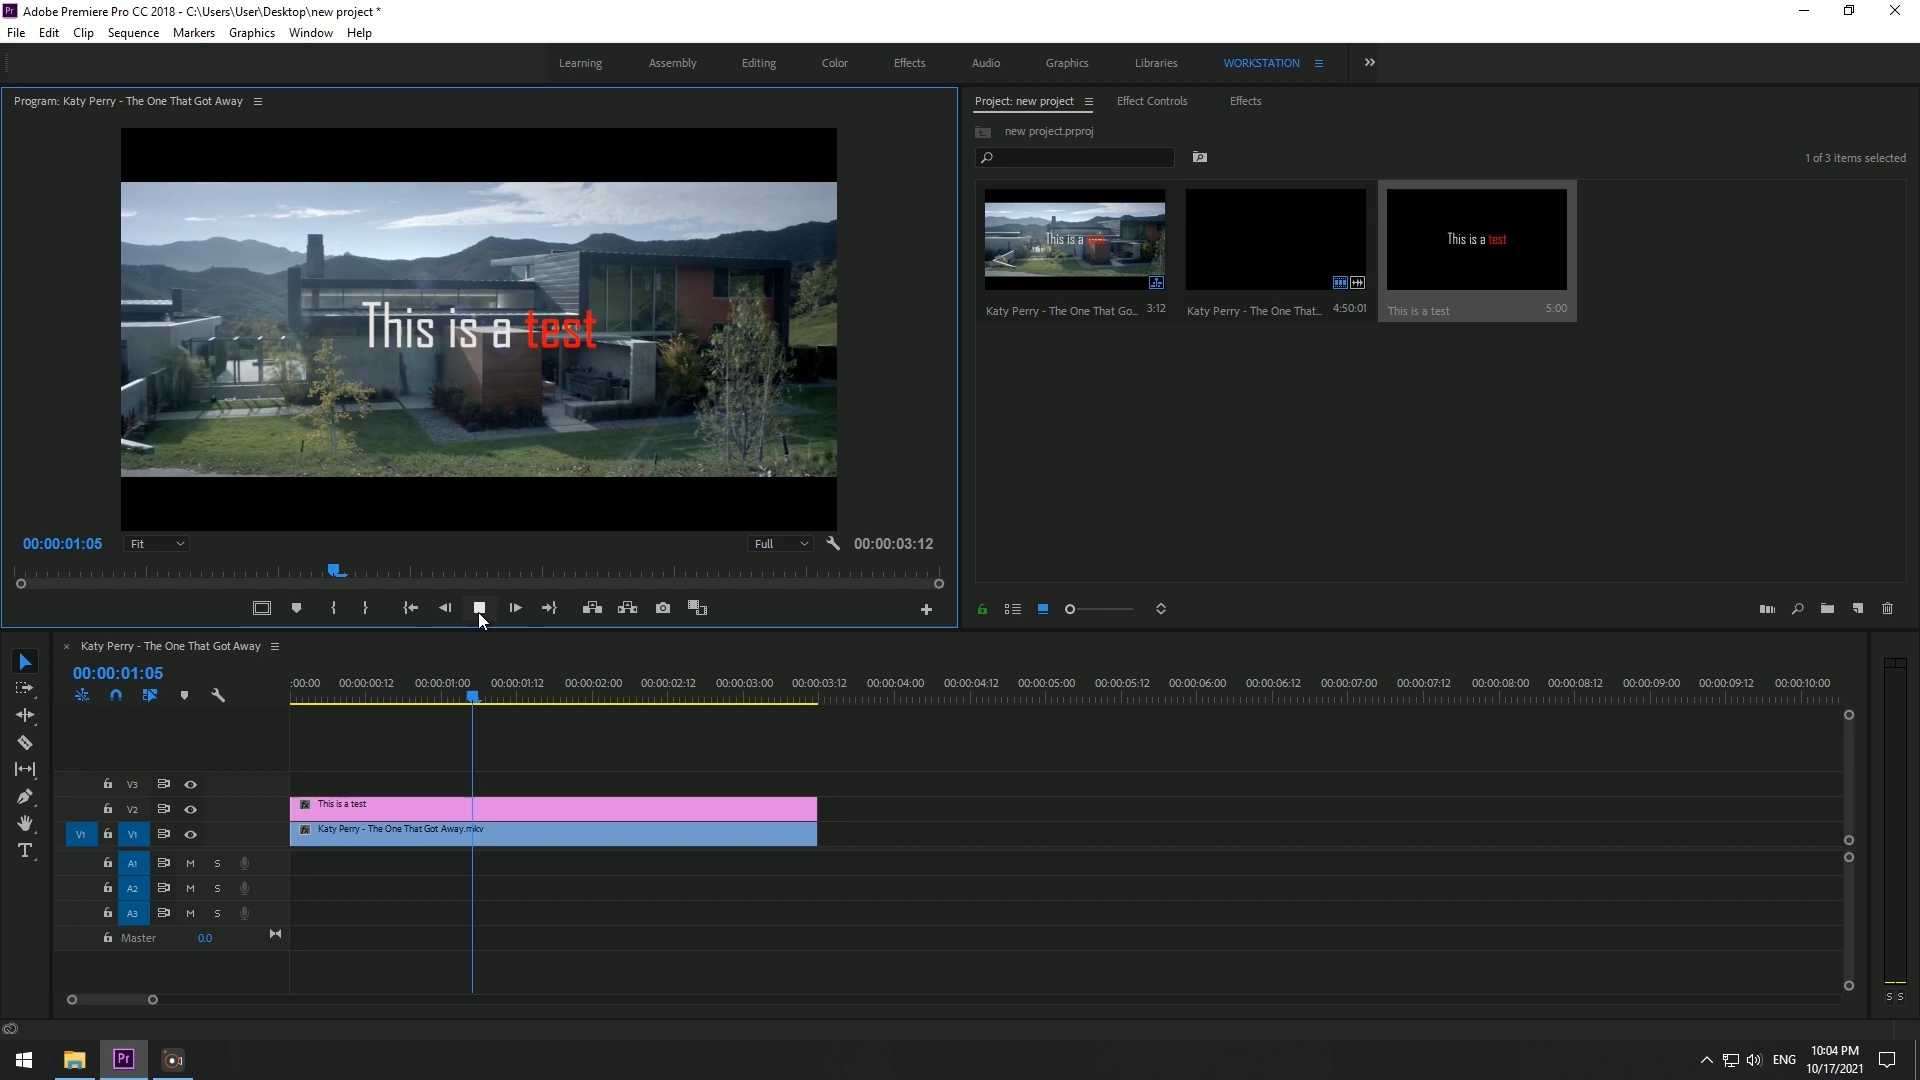 Pr Adobe Premiere Pro CC 2018 - C:\Users\User\Desktop\new project *
File Edit Clip Sequence Markers Graphics Window Help
Learning Assembly Editing Color Effects Audio Graphics Libraries WORKSTATION
Program: Katy Perry - The One That Got Away
This is a test
00:00:01:05 Fit Full 00:00:03:12
Project: new project Effect Controls Effects
new project.prproj
1 of 3 items selected
This is a test
This is a test
Katy Perry - The One That Go... 3:12
Katy Perry - The One That... 4:50:01
This is a test 5:00
× Katy Perry - The One That Got Away
00:00:01:05
:00:00 00:00:00:12 00:00:01:00 00:00:01:12 00:00:02:00 00:00:02:12 00:00:03:00 00:00:03:12 00:00:04:00 00:00:04:12 00:00:05:00 00:00:05:12 00:00:06:00 00:00:06:12 00:00:07:00 00:00:07:12 00:00:08:00 00:00:08:12 00:00:09:00 00:00:09:12 00:00:10:00
V3
V2 fx This is a test
V1 V1 fx Katy Perry - The One That Got Away.mkv
A1 M S
A2 M S
A3 M S
Master 0.0
S S
Pr
ENG
10:04 PM
10/17/2021